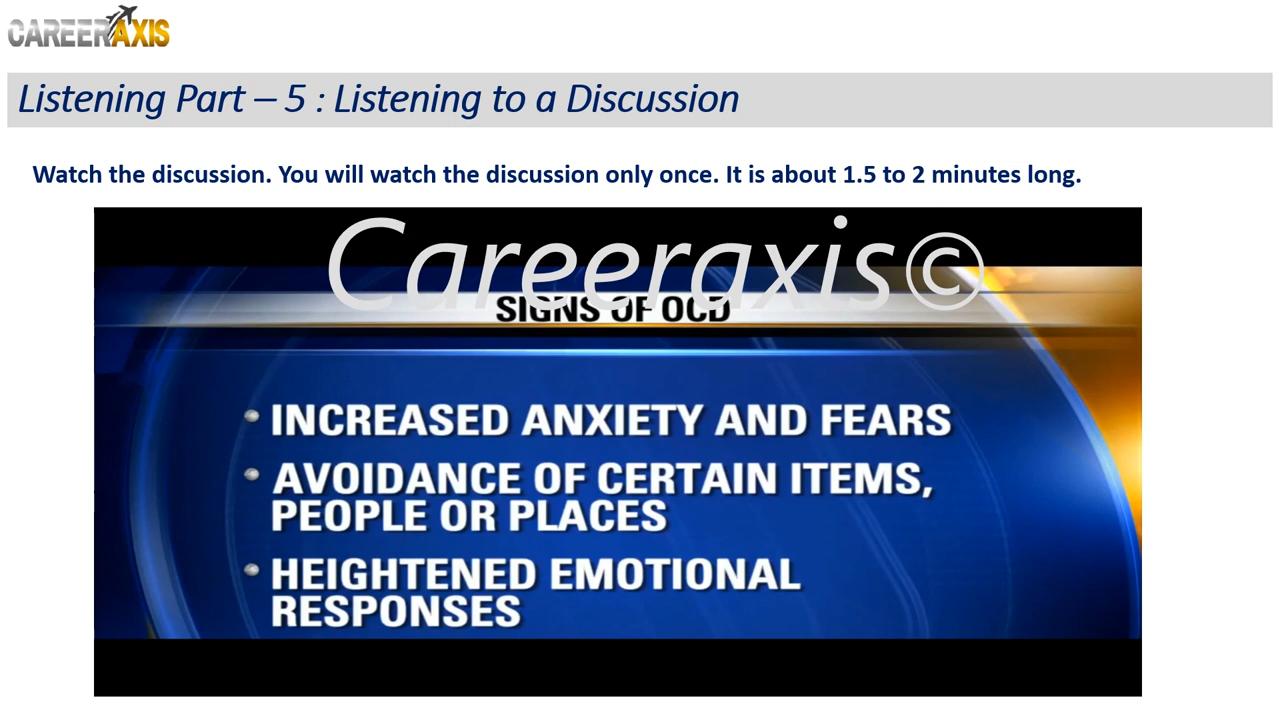 CAREERAXIS
Listening Part – 5 : Listening to a Discussion
Watch the discussion. You will watch the discussion only once. It is about 1.5 to 2 minutes long.
Careeraxis©
SIGNS OF OCD
• INCREASED ANXIETY AND FEARS
• AVOIDANCE OF CERTAIN ITEMS,
PEOPLE OR PLACES
• HEIGHTENED EMOTIONAL
RESPONSES